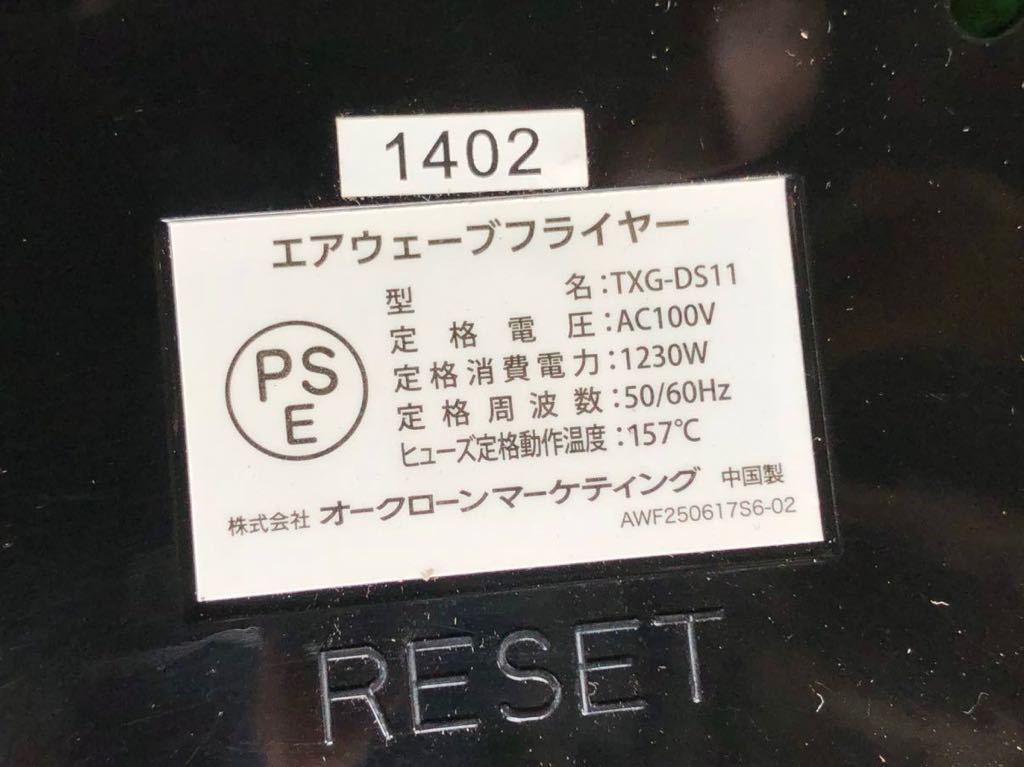 1402
エアウェーブフライヤー
型名:TXG-DS11
定格電圧:AC100V
定格消費電力:1230W
定格周波数:50/60Hz
ヒューズ定格動作温度:157℃
PS
E
株式会社 オークローンマーケティング 中国製
AWF250617S6-02
RESET